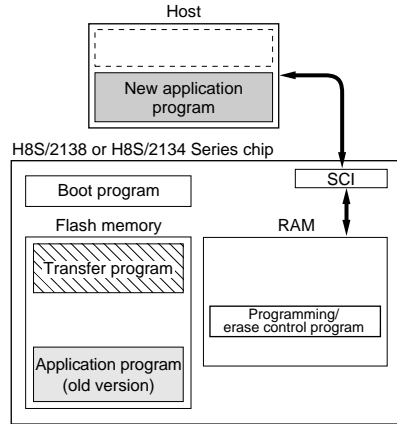 Host
New application
program
H8S/2138 or H8S/2134 Series chip
SCI
Boot program
Flash memory
RAM
Transfer program
Programming/
erase control program
Application program
(old version)